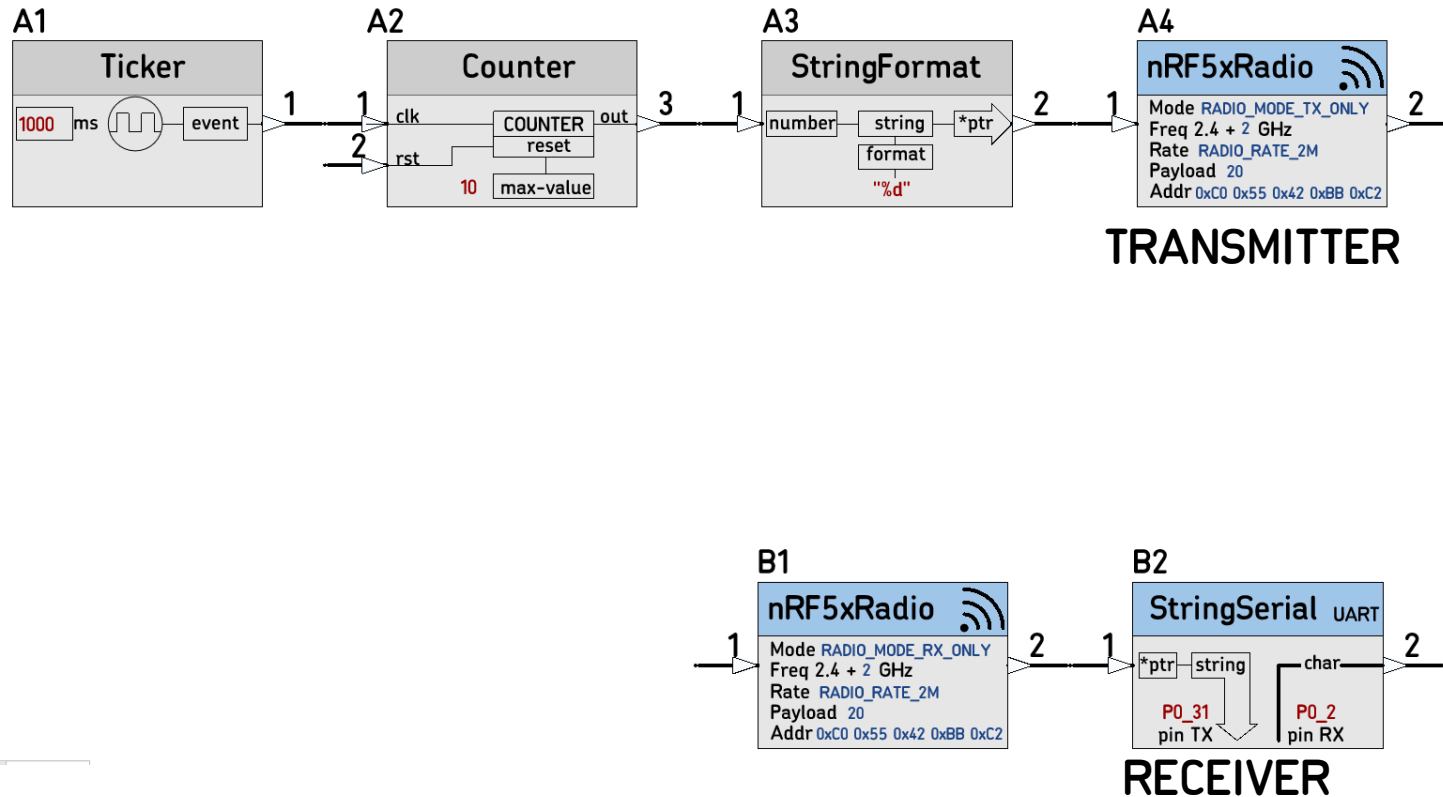 A1
Ticker
1000 ms event
1
A2
1
2
Counter
clk COUNTER out
rst reset
10 max-value
3
A3
1
StringFormat
number string *ptr
format
"%d"
2
A4
1
nRF5xRadio
Mode RADIO_MODE_TX_ONLY
Freq 2.4 + 2 GHz
Rate RADIO_RATE_2M
Payload 20
Addr 0xC0 0x55 0x42 0xBB 0xC2
2
TRANSMITTER
B1
1
nRF5xRadio
Mode RADIO_MODE_RX_ONLY
Freq 2.4 + 2 GHz
Rate RADIO_RATE_2M
Payload 20
Addr 0xC0 0x55 0x42 0xBB 0xC2
2
B2
1
StringSerial UART
*ptr string char
P0_31 P0_2
pin TX pin RX
2
RECEIVER